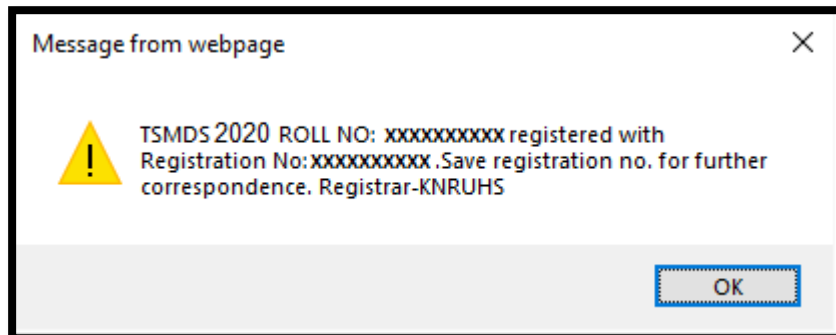 Message from webpage
TSMDS 2020 ROLL NO: xxxxxxxxxx registered with
Registration No:xxxxxxxxxx .Save registration no. for further
correspondence. Registrar-KNRUHS
OK